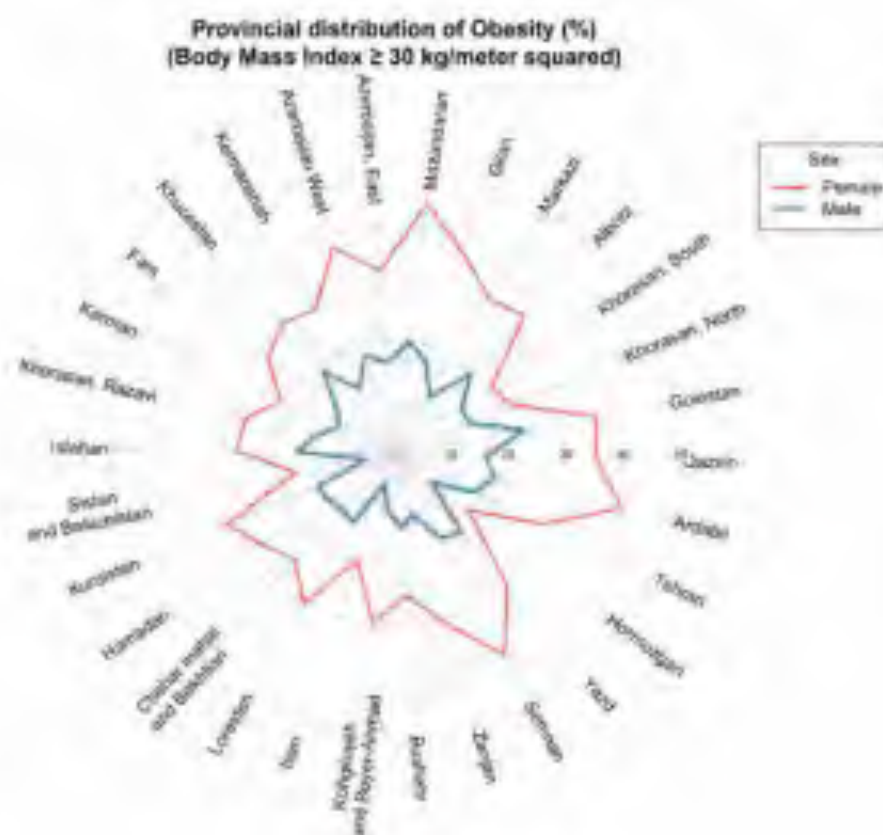 Provincial distribution of Obesity (%)
(Body Mass Index ≥ 30 kg/meter squared)
Sex
Female
Male
Mazandaran
Gilan
Markazi
Alborz
Khorasan, South
Khorasan, North
Golestan
Qazvin
Ardabil
Tehran
Hormozgan
Yazd
Semnan
Zanjan
Bushehr
Kohgiluyeh
and Boyer-Ahmad
Ilam
Lorestan
and Bakhtiari
Hamadan
Kurdistan
Sistan
and Baluchistan
Isfahan
Khorasan, Razavi
Kerman
Fars
Khuzestan
Kermanshah
Azerbaijan West
Azerbaijan, East